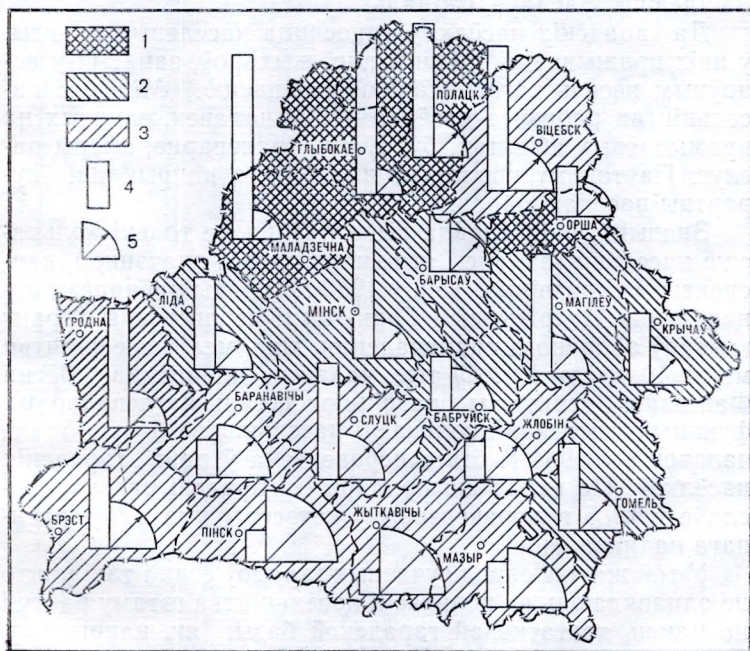 1
2
3
4
5
ПОЛАЦК
ГЛЫБОКАЕ
ВІЦЕБСК
ОРША
МАЛАДЗЕЧНА
БАРЫСАЎ
ЛІДА
МІНСК
МАГІЛЕЎ
ГРОДНА
КРЫЧАЎ
БАРАНАВІЧЫ
СЛУЦК
БАБРУЙСК
ЖЛОБІН
ГОМЕЛЬ
БРЭСТ
ПІНСК
ЖЫТКАВІЧЫ
МАЗЫР